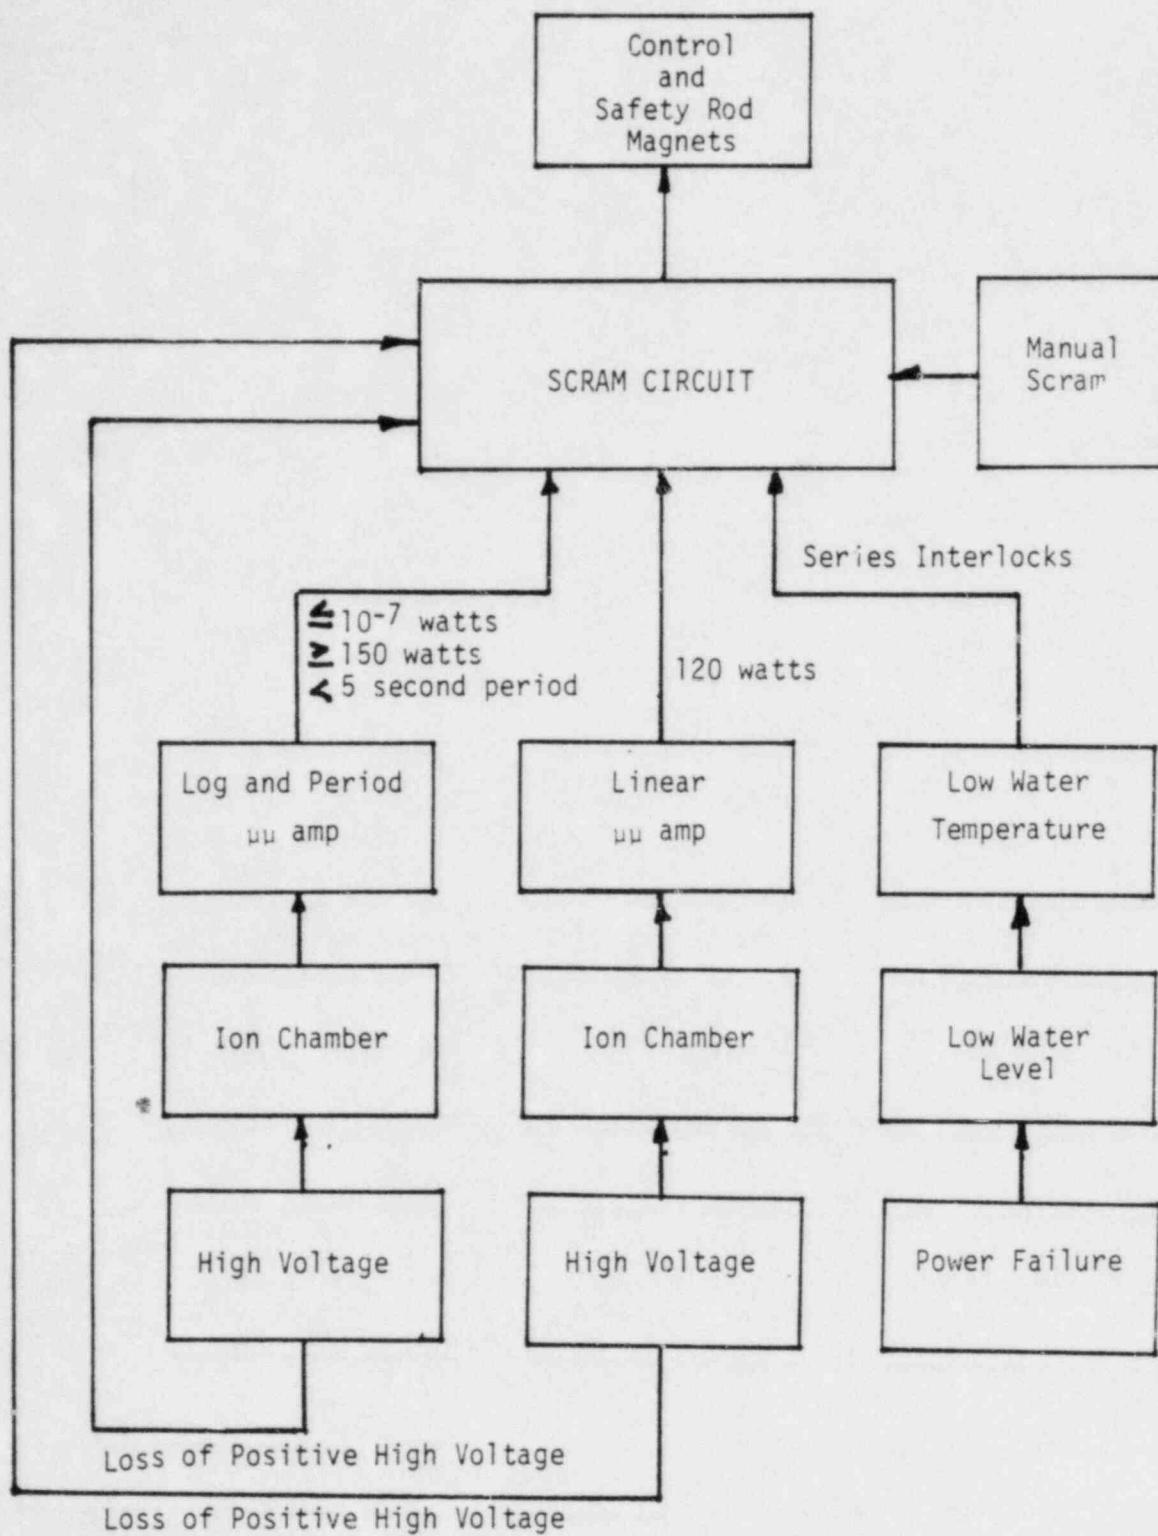 Control
and
Safety Rod
Magnets
SCRAM CIRCUIT
Manual
Scram
Series Interlocks
≤ 10⁻⁷ watts
≥ 150 watts
< 5 second period
120 watts
Log and Period
μμ amp
Linear
μμ amp
Low Water
Temperature
Ion Chamber
Ion Chamber
Low Water
Level
High Voltage
High Voltage
Power Failure
Loss of Positive High Voltage
Loss of Positive High Voltage